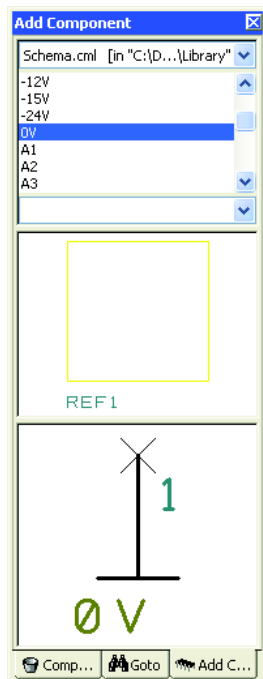 Add Component
Schema.cml [in "C:\D...\Library"
-12V
-15V
-24V
0V
A1
A2
A3
REF1
1
0 V
Comp... Goto Add C...